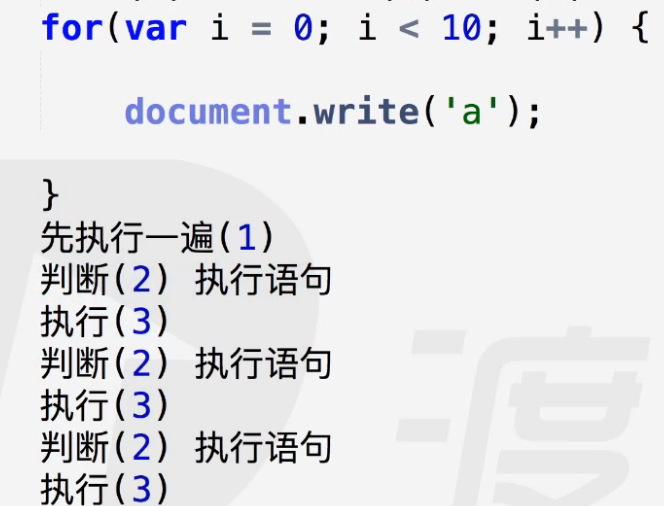 for(var i = 0; i < 10; i++) {
document.write('a');
}
先执行一遍(1)
判断(2) 执行语句
执行(3)
判断(2) 执行语句
执行(3)
判断(2) 执行语句
执行(3)
渡